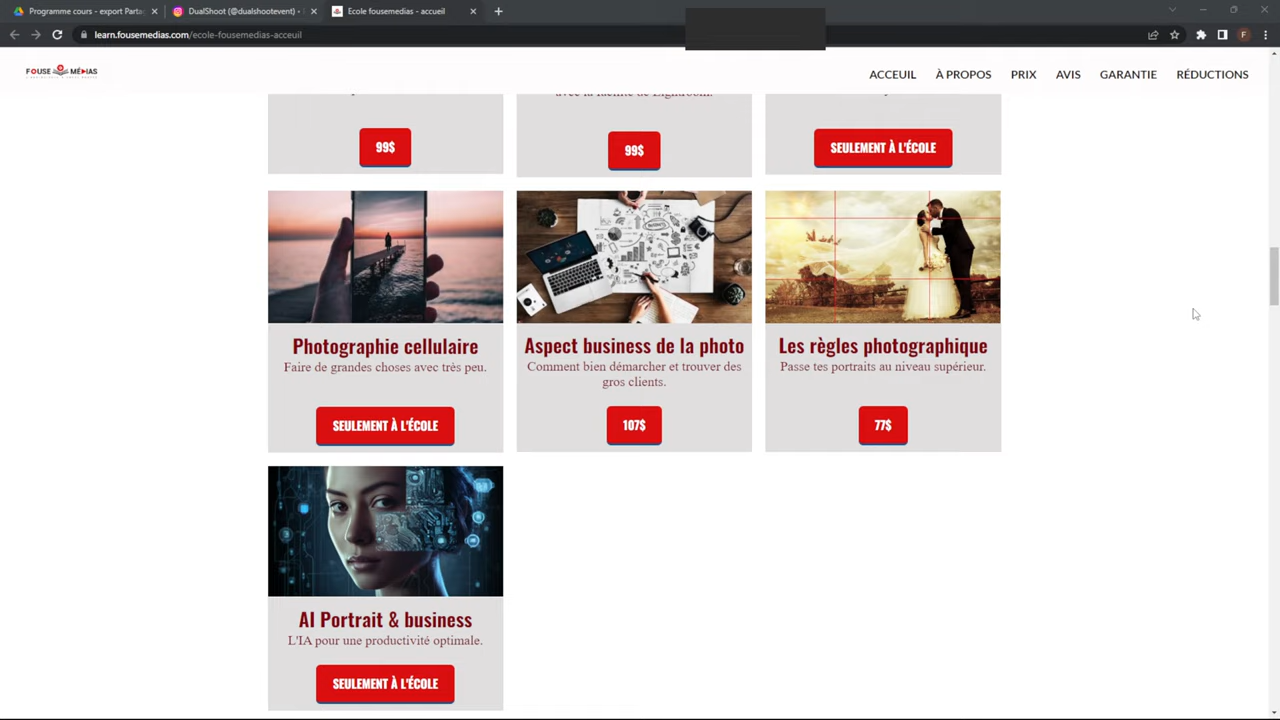 Programme cours - export Parta
DualShoot (@dualshootevent) •
Ecole fousemedias - accueil
learn.fousemedias.com/ecole-fousemedias-acceuil
F
FOUSE MÉDIAS
ACCEUIL
À PROPOS
PRIX
AVIS
GARANTIE
RÉDUCTIONS
99$
99$
SEULEMENT À L'ÉCOLE
Photographie cellulaire
Faire de grandes choses avec très peu.
SEULEMENT À L'ÉCOLE
Aspect business de la photo
Comment bien démarcher et trouver des
gros clients.
107$
Les règles photographique
Passe tes portraits au niveau supérieur.
77$
AI Portrait & business
L'IA pour une productivité optimale.
SEULEMENT À L'ÉCOLE